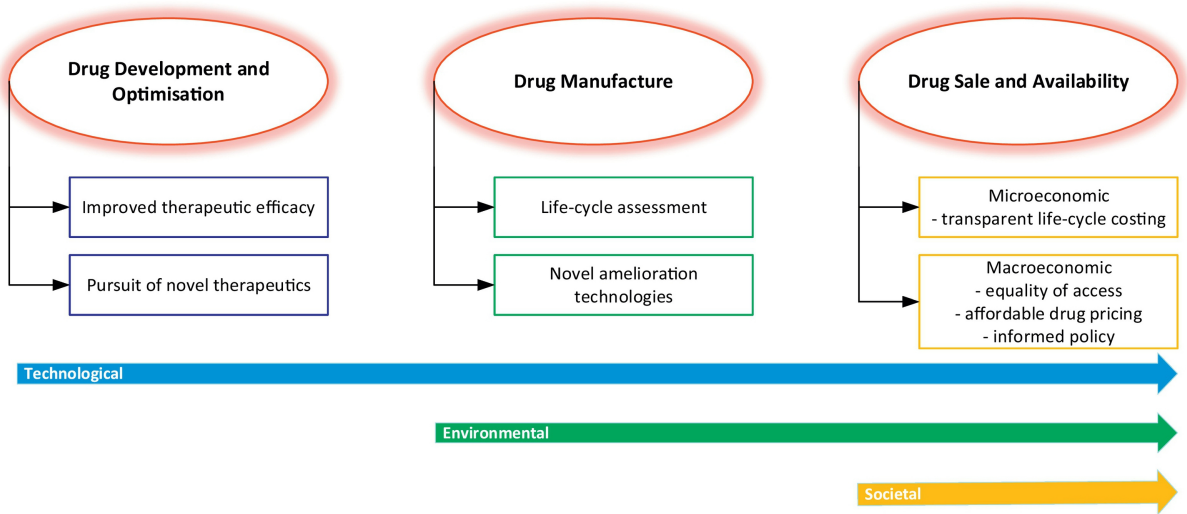 Drug Development and
Optimisation
Improved therapeutic efficacy
Pursuit of novel therapeutics
Drug Manufacture
Life-cycle assessment
Novel amelioration
technologies
Drug Sale and Availability
Microeconomic
- transparent life-cycle costing
Macroeconomic
- equality of access
- affordable drug pricing
- informed policy
Technological
Environmental
Societal